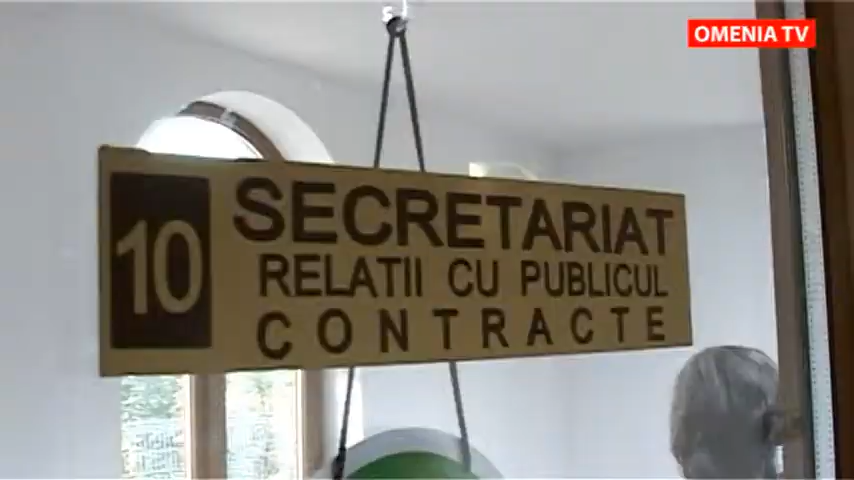 OMENIA TV
10
SECRETARIAT
RELATII CU PUBLICUL
CONTRACTE